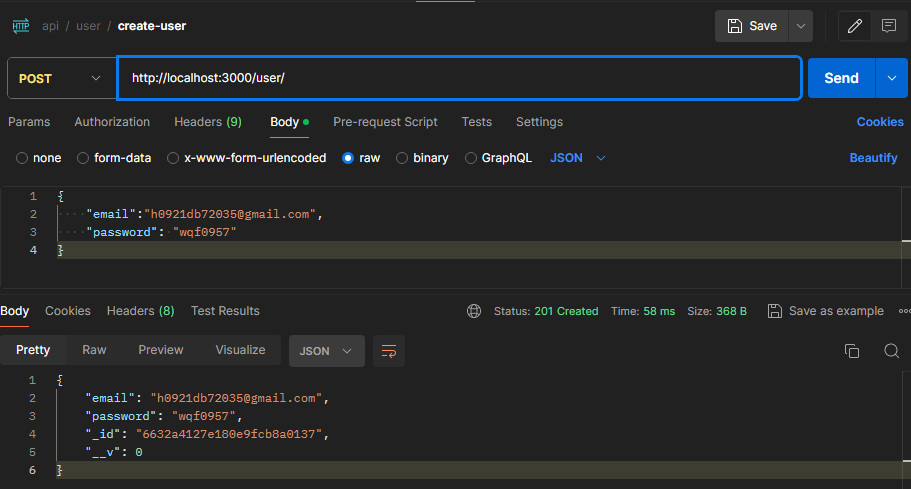 HTTP api / user / create-user Save
POST http://localhost:3000/user/ Send
Params Authorization Headers (9) Body Pre-request Script Tests Settings Cookies
none form-data x-www-form-urlencoded raw binary GraphQL JSON Beautify
1 {
2 "email":"h0921db72035@gmail.com",
3 "password": "wqf0957"
4 }
Body Cookies Headers (8) Test Results Status: 201 Created Time: 58 ms Size: 368 B Save as example
Pretty Raw Preview Visualize JSON
1 {
2 "email": "h0921db72035@gmail.com",
3 "password": "wqf0957",
4 "_id": "6632a4127e180e9fcb8a0137",
5 "__v": 0
6 }